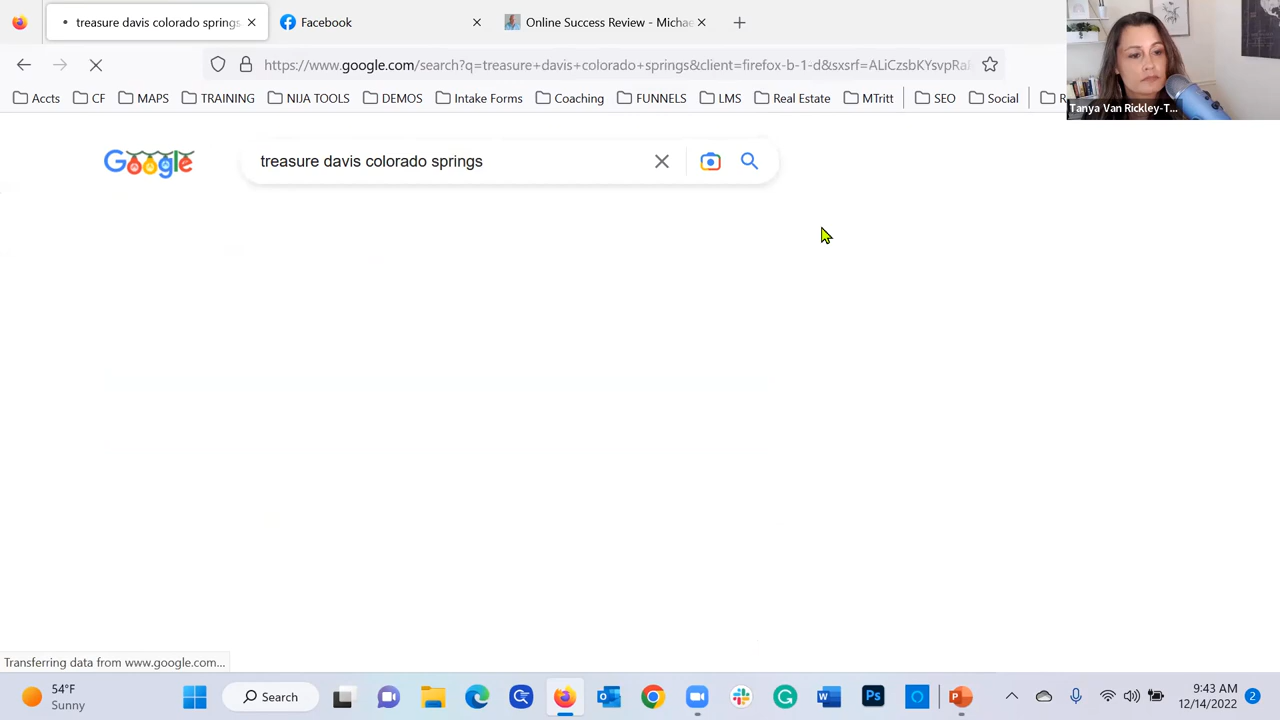 treasure davis colorado springs
Facebook
Online Success Review - Michae
https://www.google.com/search?q=treasure+davis+colorado+springs&client=firefox-b-1-d&sxsrf=ALiCzsbKYsvpRa
Accts
CF
MAPS
TRAINING
NIJA TOOLS
DEMOS
Intake Forms
Coaching
FUNNELS
LMS
Real Estate
MTritt
SEO
Social
Tanya Van Rickley-T...
Google
treasure davis colorado springs
Transferring data from www.google.com...
54°F
Sunny
Search
9:43 AM
12/14/2022
2